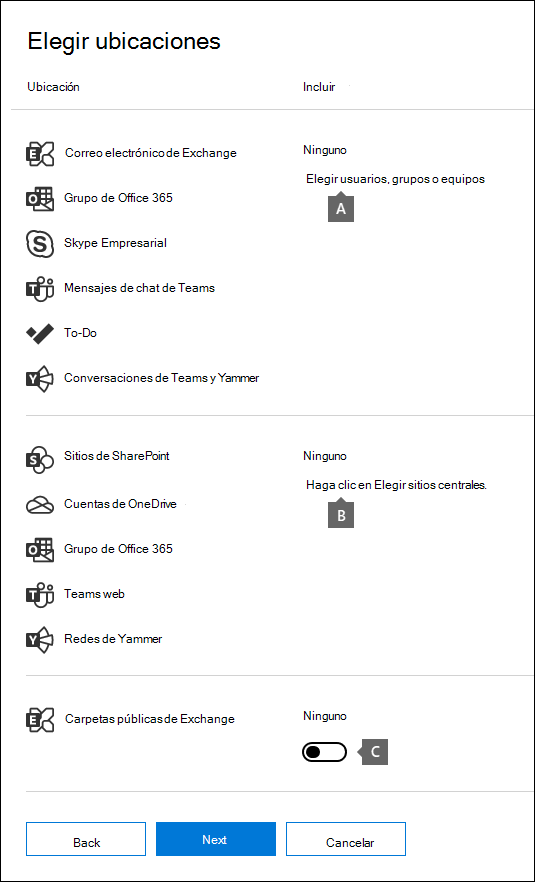 Elegir ubicaciones
Ubicación Incluir
Correo electrónico de Exchange Ninguno
Elegir usuarios, grupos o equipos
A
Grupo de Office 365
Skype Empresarial
Mensajes de chat de Teams
To-Do
Conversaciones de Teams y Yammer
Sitios de SharePoint Ninguno
Haga clic en Elegir sitios centrales.
B
Cuentas de OneDrive
Grupo de Office 365
Teams web
Redes de Yammer
Carpetas públicas de Exchange Ninguno
C
Back Next Cancelar